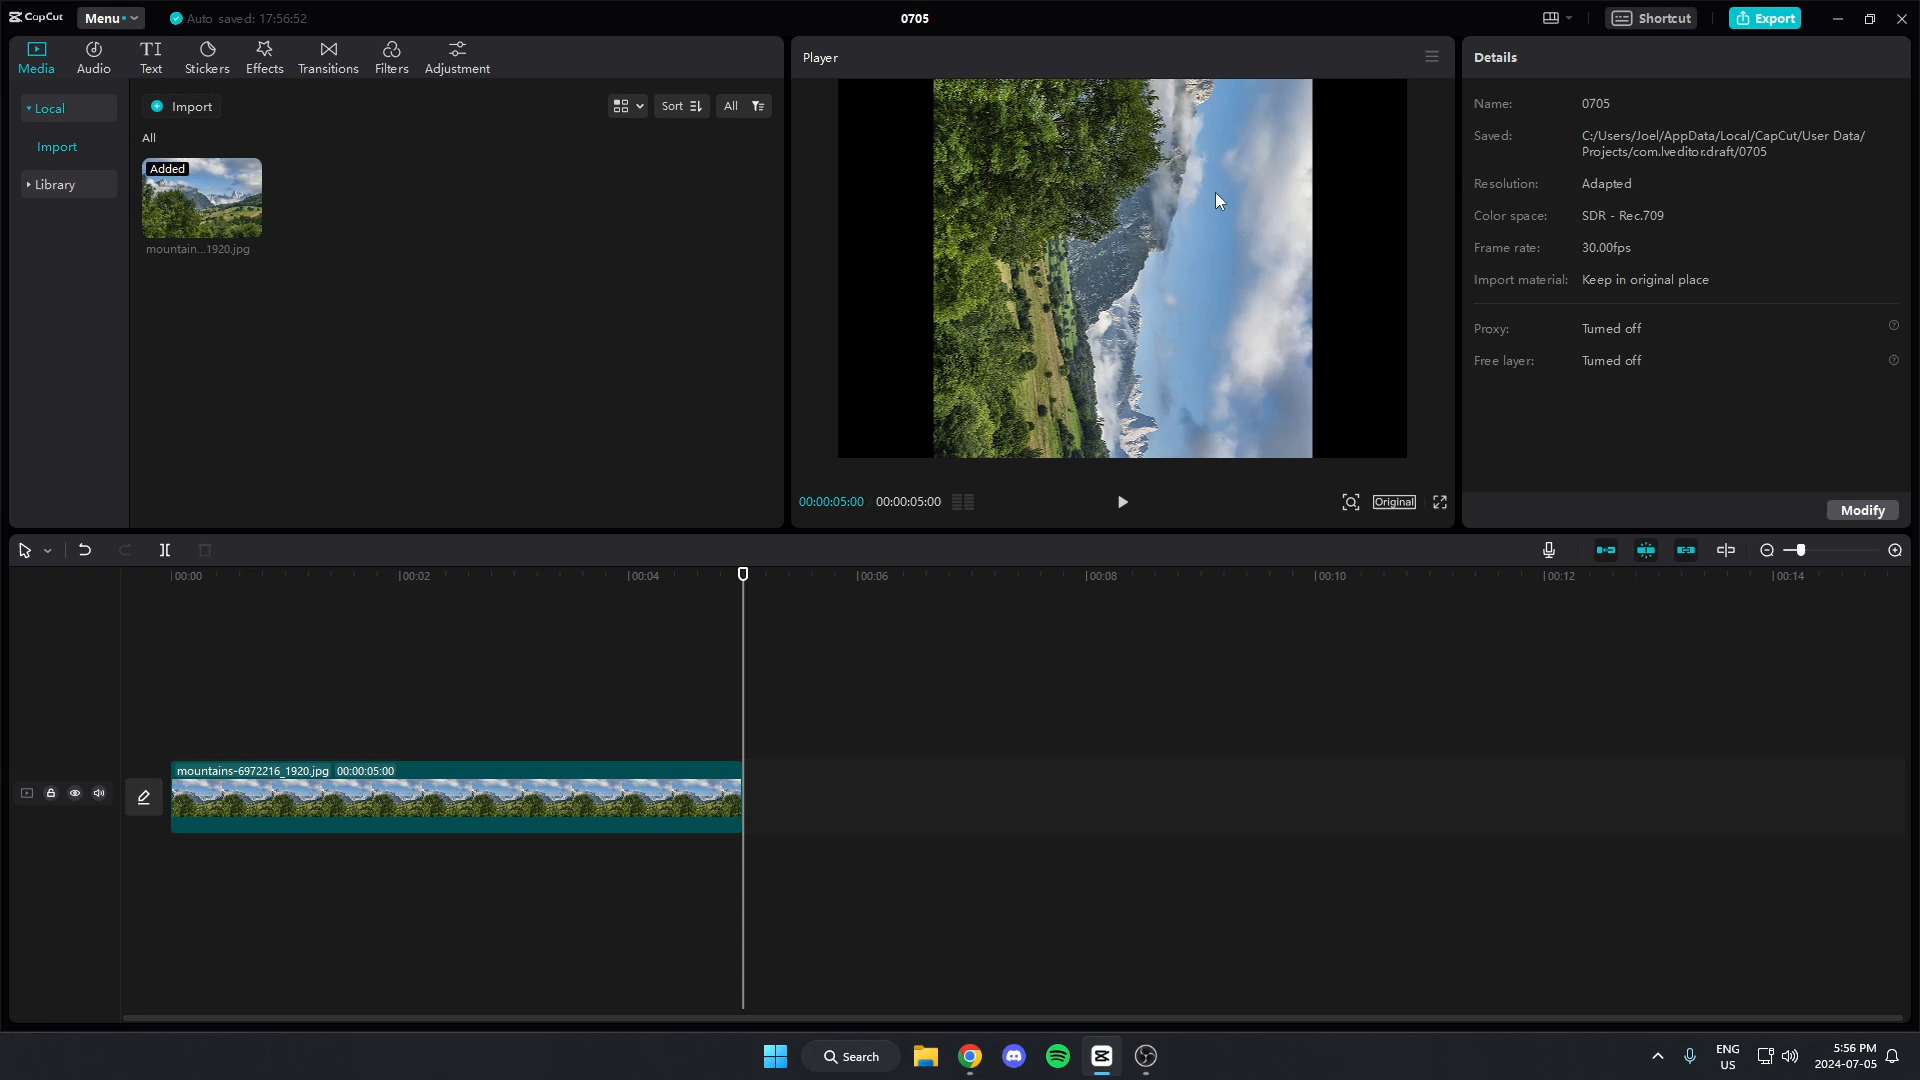 CapCut
Menu
Auto saved: 17:56:52
0705
Shortcut
Export
Media
Audio
Text
Stickers
Effects
Transitions
Filters
Adjustment
Player
Details
Local
Import
Library
Import
Sort
All
All
Added
mountain...1920.jpg
Name:
0705
Saved:
C:/Users/Joel/AppData/Local/CapCut/User Data/
Projects/com.lveditor.draft/0705
Resolution:
Adapted
Color space:
SDR - Rec.709
Frame rate:
30.00fps
Import material:
Keep in original place
Proxy:
Turned off
Free layer:
Turned off
Modify
00:00:05:00
00:00:05:00
Original
00:00
00:02
00:04
00:06
00:08
00:10
00:12
00:14
mountains-6972216_1920.jpg 00:00:05:00
Search
ENG
US
5:56 PM
2024-07-05